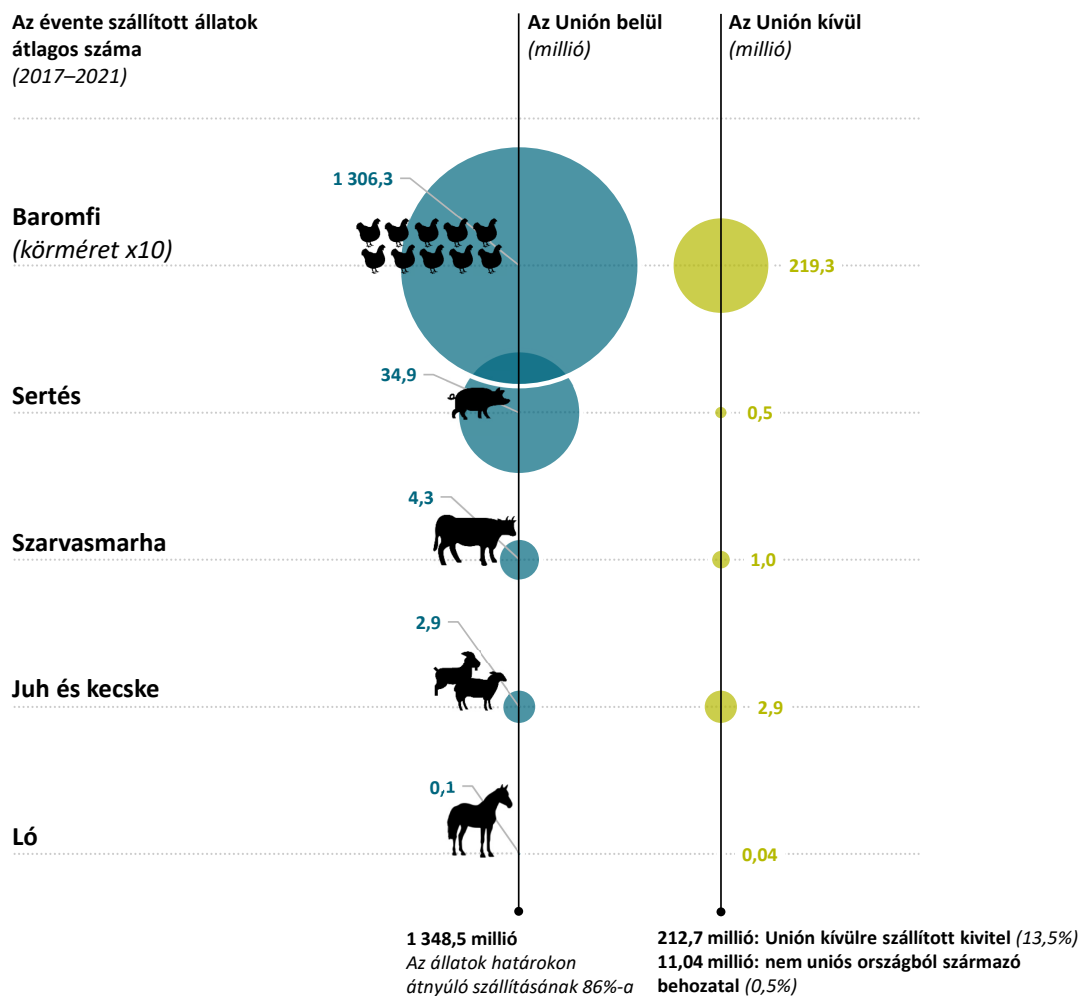 Az évente szállított állatok
átlagos száma
(2017–2021)
Az Unión belül
(millió)
Az Unión kívül
(millió)
Baromfi
(körméret x10)
1 306,3
219,3
Sertés
34,9
0,5
Szarvasmarha
4,3
1,0
Juh és kecske
2,9
2,9
Ló
0,1
0,04
1 348,5 millió
Az állatok határokon
átnyúló szállításának 86%-a
212,7 millió: Unión kívülre szállított kivitel (13,5%)
11,04 millió: nem uniós országból származó
behozatal (0,5%)